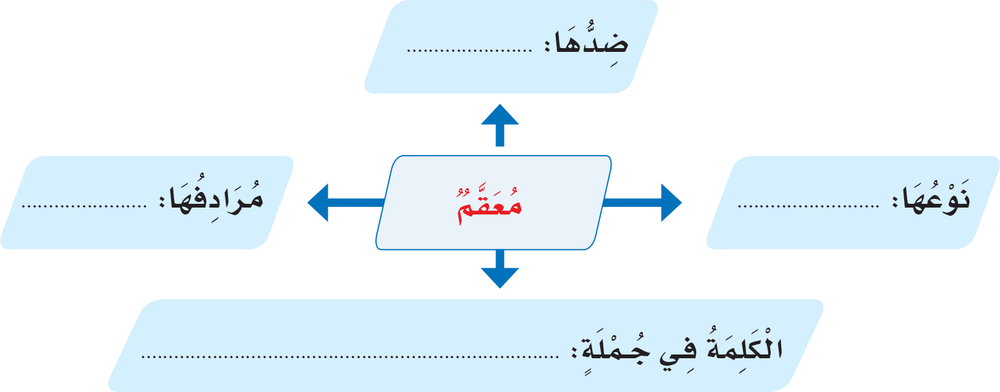 ضِدُّهَا: .......................
نَوْعُهَا: ..........................
مُعَقَّمٌ
مُرَادِفُهَا: .......................
الْكَلِمَةُ فِي جُمْلَةٍ: ............................................................................